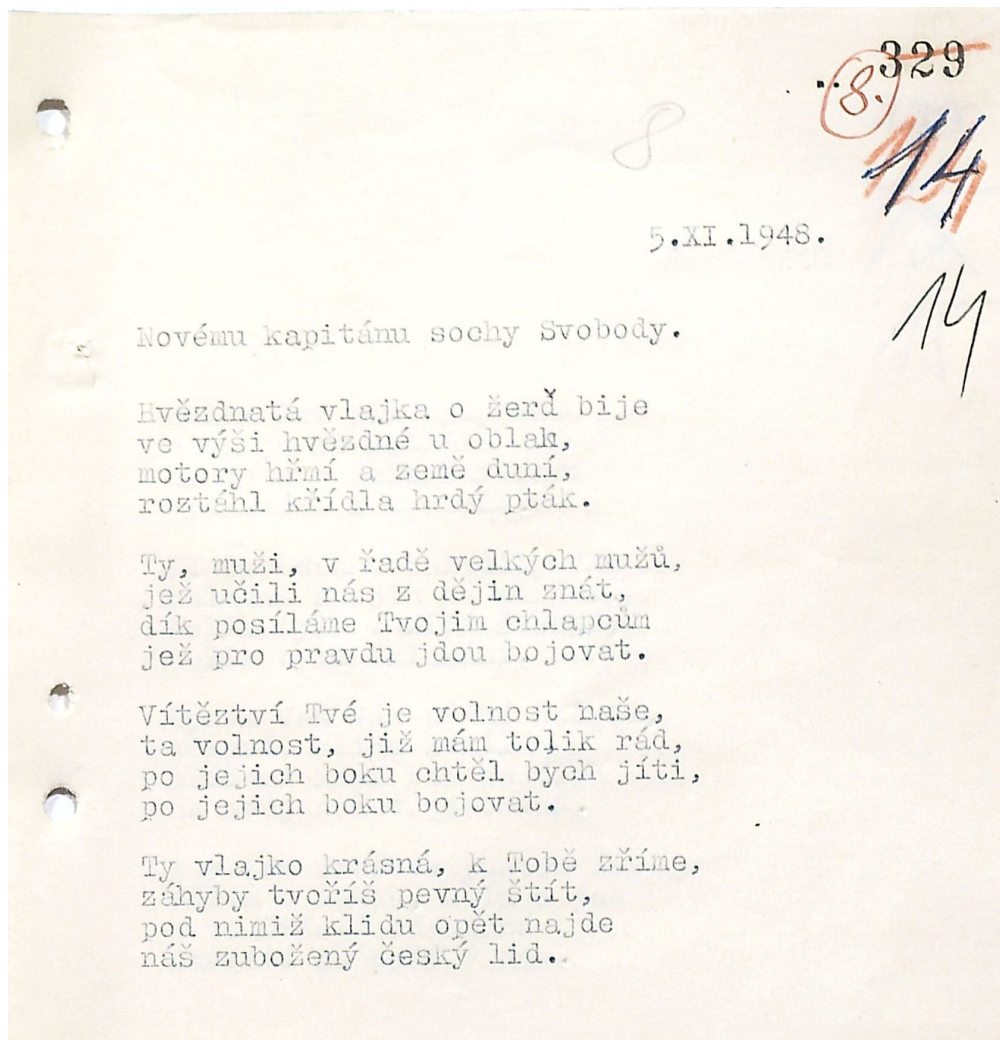 329
8.
8
14
5.XI.1948.
14
Novému kapitánu sochy Svobody.
Hvězdnatá vlajka o žerď bije
ve výši hvězdné u oblak,
motory hřmí a země duní,
roztáhl křídla hrdý pták.
Ty, muži, v řadě velkých mužů,
jež učili nás z dějin znát,
dík posíláme Tvojim chlapcům
jež pro pravdu jdou bojovat.
Vítěztví Tvé je volnost naše,
ta volnost, již mám tolik rád,
po jejich boku chtěl bych jíti,
po jejich boku bojovat.
Ty vlajko krásná, k Tobě zříme,
záhyby tvoříš pevný štít,
pod nimiž klidu opět najde
náš zubožený český lid.